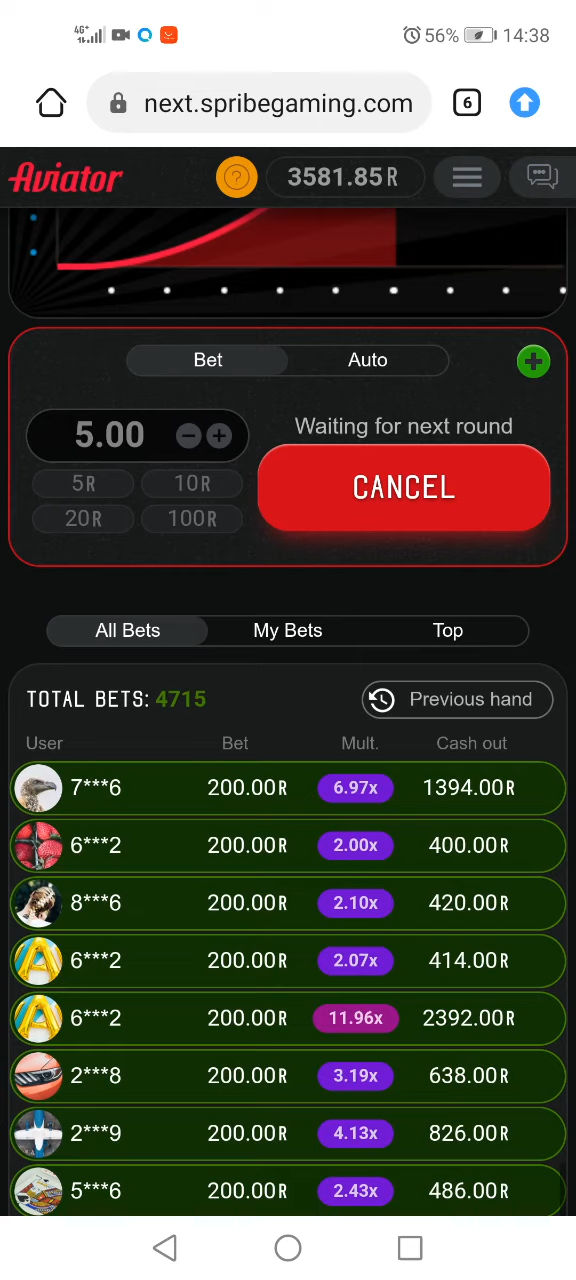 4G+ 56% 14:38
next.spribegaming.com 6
Aviator ? 3581.85R
Bet Auto
5.00
Waiting for next round
CANCEL
5R 10R
20R 100R
All Bets My Bets Top
TOTAL BETS: 4715 Previous hand
User Bet Mult. Cash out
7***6 200.00R 6.97x 1394.00R
6***2 200.00R 2.00x 400.00R
8***6 200.00R 2.10x 420.00R
6***2 200.00R 2.07x 414.00R
6***2 200.00R 11.96x 2392.00R
2***8 200.00R 3.19x 638.00R
2***9 200.00R 4.13x 826.00R
5***6 200.00R 2.43x 486.00R